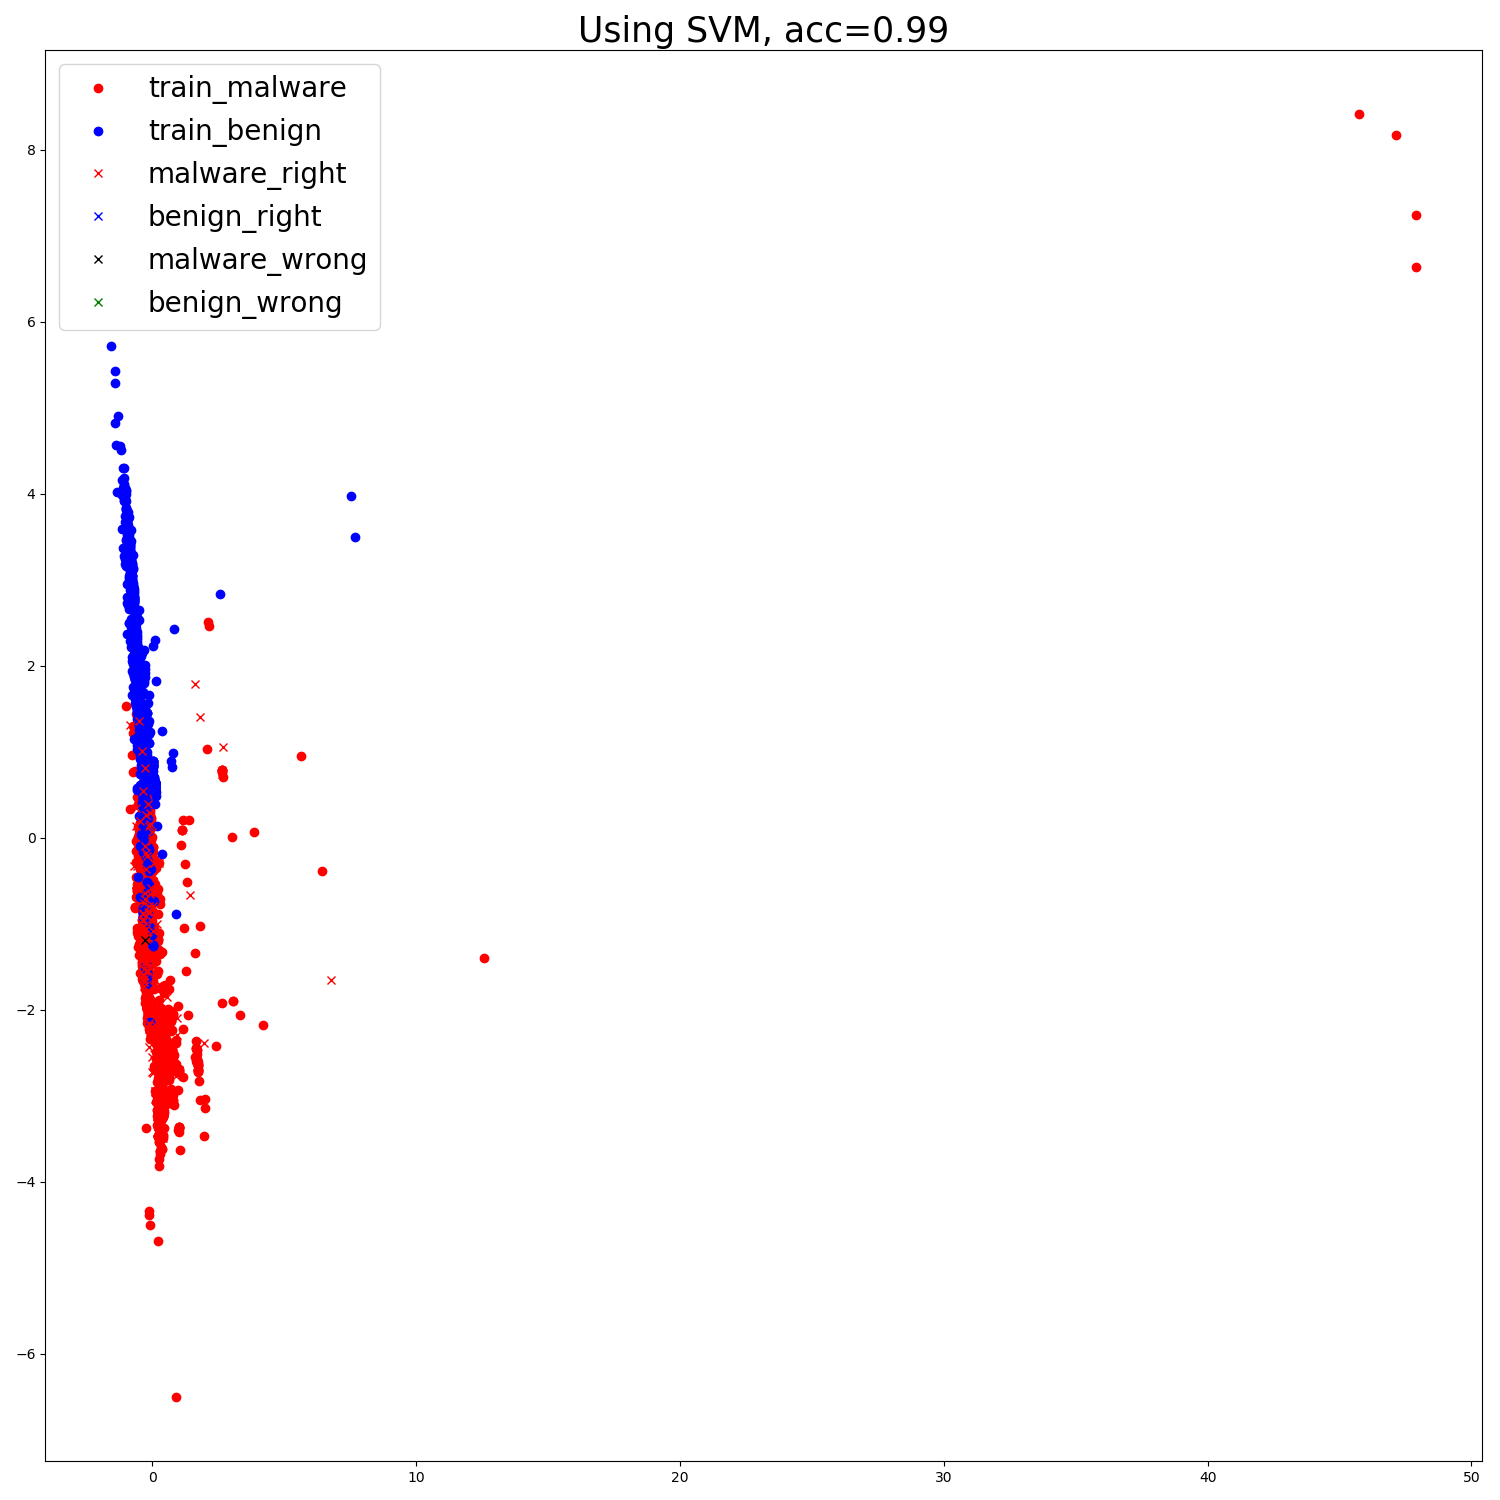 Using SVM, acc=0.99
train_malware
train_benign
malware_right
benign_right
malware_wrong
benign_wrong
8
6
4
2
0
−2
−4
−6
0 10 20 30 40 50